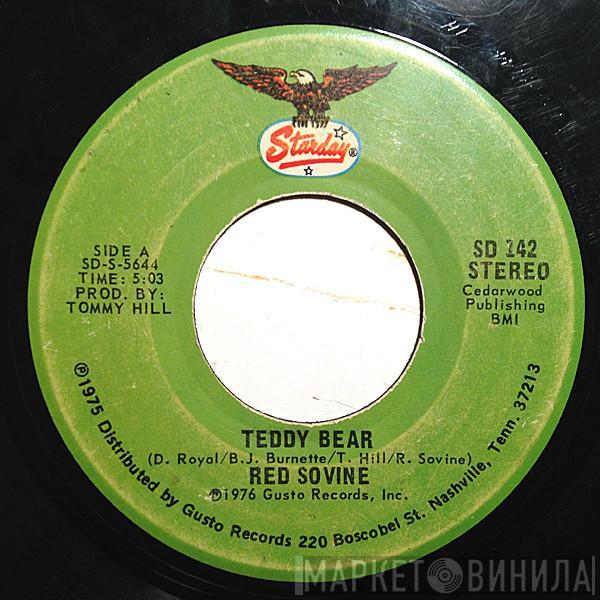 Starday®
SIDE A
SD-S-5644
TIME: 5:03
PROD. BY:
TOMMY HILL
SD 142
STEREO
Cedarwood
Publishing
BMI
TEDDY BEAR
(D. Royal/B.J. Burnette/T. Hill/R. Sovine)
RED SOVINE
℗1976 Gusto Records, Inc.
℗1975 Distributed by Gusto Records 220 Boscobel St. Nashville, Tenn. 37213
МАРКЕТ ВИНИЛА